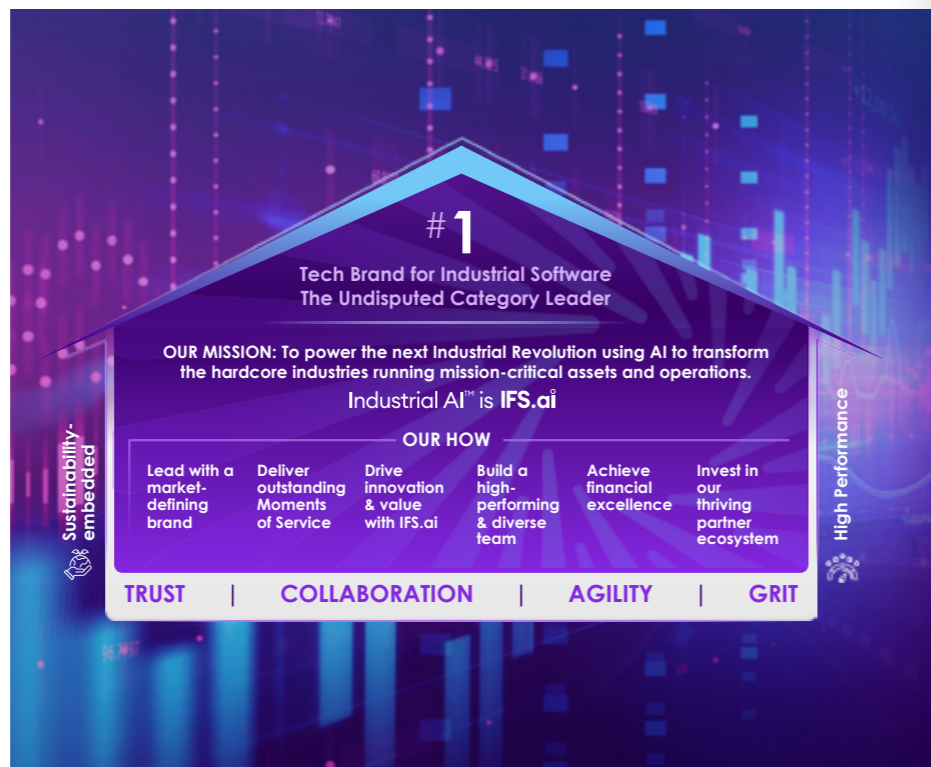 #1
Tech Brand for Industrial Software
The Undisputed Category Leader
OUR MISSION: To power the next Industrial Revolution using AI to transform
the hardcore industries running mission-critical assets and operations.
Industrial AI™ is IFS.ai
OUR HOW
Lead with a
market-
defining
brand
Deliver
outstanding
Moments
of Service
Drive
innovation
& value
with IFS.ai
Build a
high-
performing
& diverse
team
Achieve
financial
excellence
Invest in
our
thriving
partner
ecosystem
Sustainability-
embedded
High Performance
TRUST | COLLABORATION | AGILITY | GRIT